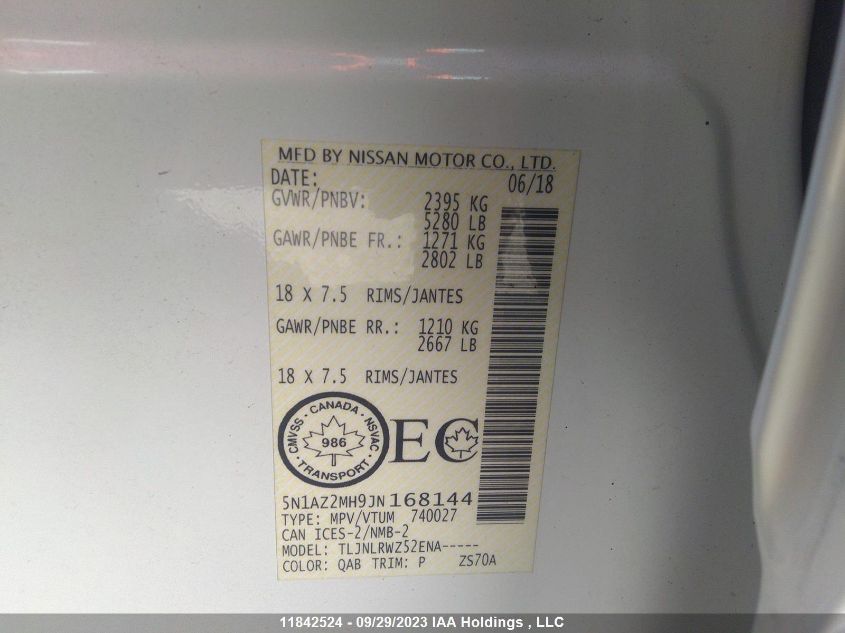 MFD BY NISSAN MOTOR CO., LTD.
DATE: 06/18
GVWR/PNBV: 2395 KG
5280 LB
GAWR/PNBE FR.: 1271 KG
2802 LB
18 X 7.5 RIMS/JANTES
GAWR/PNBE RR.: 1210 KG
2667 LB
18 X 7.5 RIMS/JANTES
CMVSS · CANADA · NSVAC · TRANSPORT ·
986
EC
5N1AZ2MH9JN168144
TYPE: MPV/VTUM 740027
CAN ICES-2/NMB-2
MODEL: TLJNLRWZ52ENA-----
COLOR: QAB TRIM: P ZS70A
11842524 - 09/29/2023 IAA Holdings , LLC